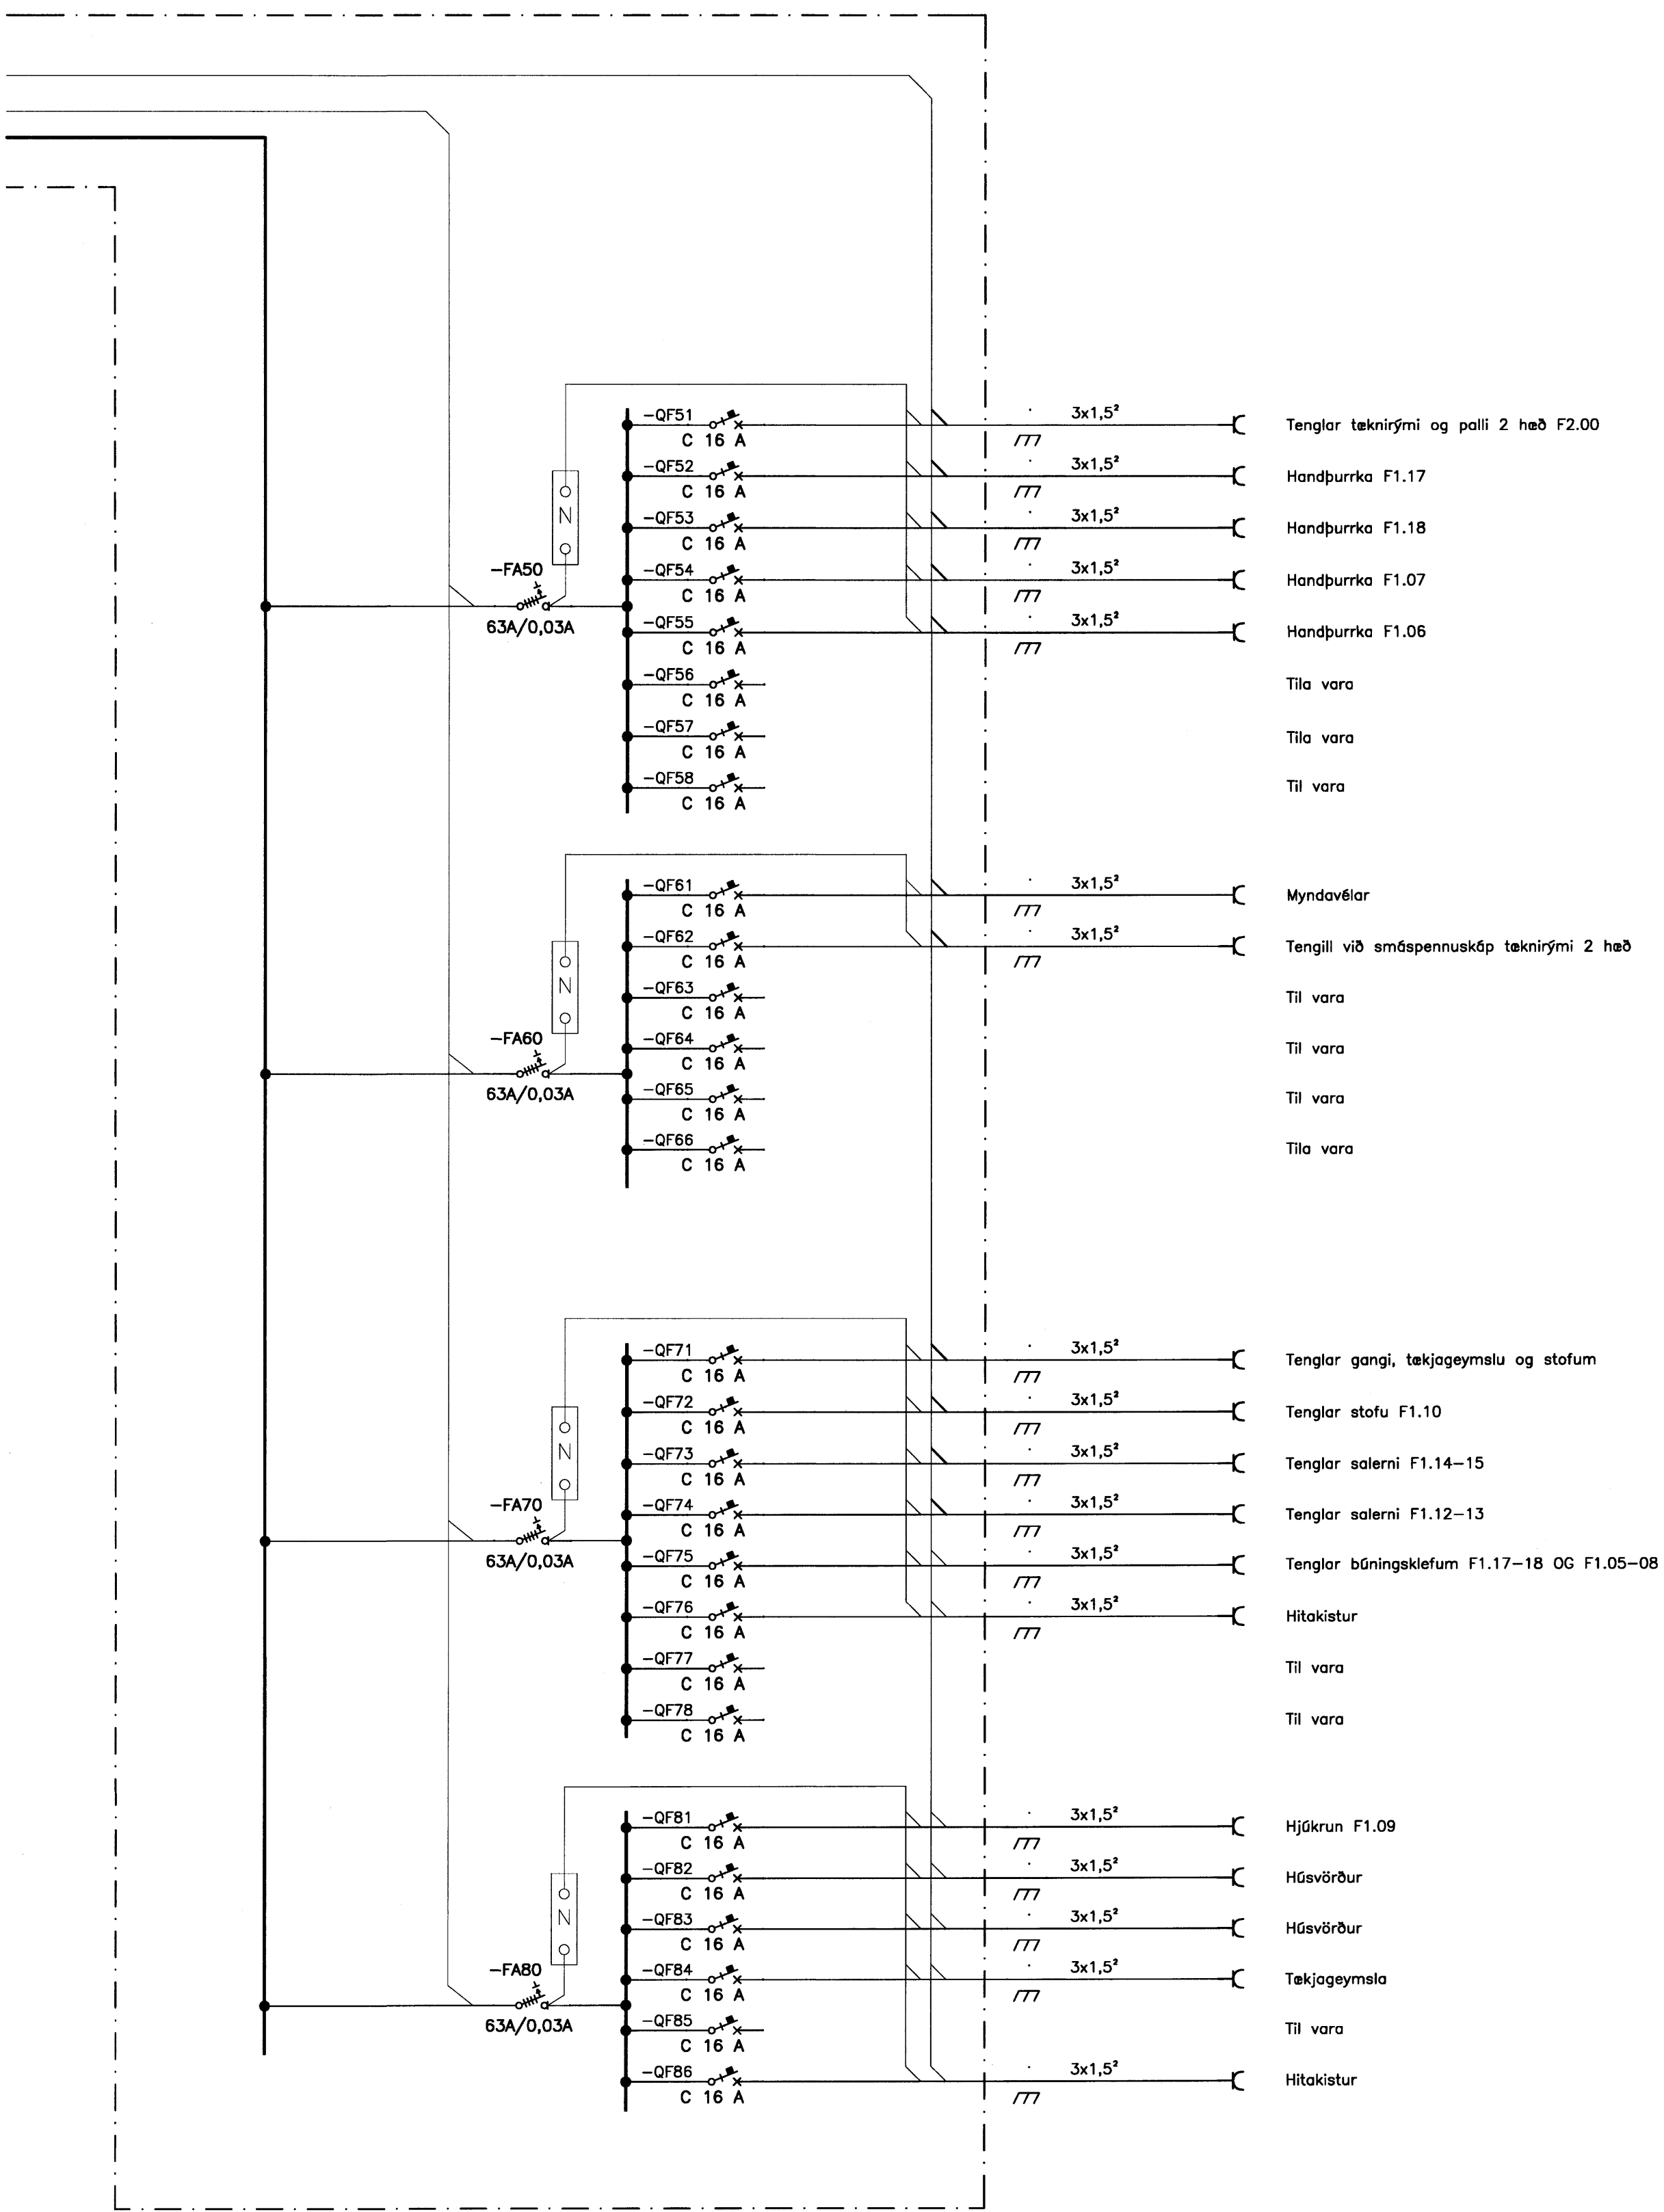 -QF51 3x1,5² Tenglar tæknirými og palli 2 hæð F2.00
C 16 A
-QF52 3x1,5² Handþurrka F1.17
C 16 A
N
-QF53 3x1,5² Handþurrka F1.18
C 16 A
-FA50
-QF54 3x1,5² Handþurrka F1.07
C 16 A
63A/0,03A
-QF55 3x1,5² Handþurrka F1.06
C 16 A
-QF56 Tila vara
C 16 A
-QF57 Tila vara
C 16 A
-QF58 Til vara
C 16 A
-QF61 3x1,5² Myndavélar
C 16 A
-QF62 3x1,5² Tengill við smáspennuskáp tæknirými 2 hæð
C 16 A
N
-QF63 Til vara
C 16 A
-FA60
-QF64 Til vara
C 16 A
63A/0,03A
-QF65 Til vara
C 16 A
-QF66 Tila vara
C 16 A
-QF71 3x1,5² Tenglar gangi, tækjageymslu og stofum
C 16 A
-QF72 3x1,5² Tenglar stofu F1.10
C 16 A
N
-QF73 3x1,5² Tenglar salerni F1.14-15
C 16 A
-FA70
-QF74 3x1,5² Tenglar salerni F1.12-13
C 16 A
63A/0,03A
-QF75 3x1,5² Tenglar búningsklefum F1.17-18 OG F1.05-08
C 16 A
-QF76 3x1,5² Hitakistur
C 16 A
-QF77 Til vara
C 16 A
-QF78 Til vara
C 16 A
-QF81 3x1,5² Hjúkrun F1.09
C 16 A
-QF82 3x1,5² Húsvörður
C 16 A
N
-QF83 3x1,5² Húsvörður
C 16 A
-FA80
-QF84 3x1,5² Tækjageymsla
C 16 A
63A/0,03A
-QF85 Til vara
C 16 A
-QF86 3x1,5² Hitakistur
C 16 A